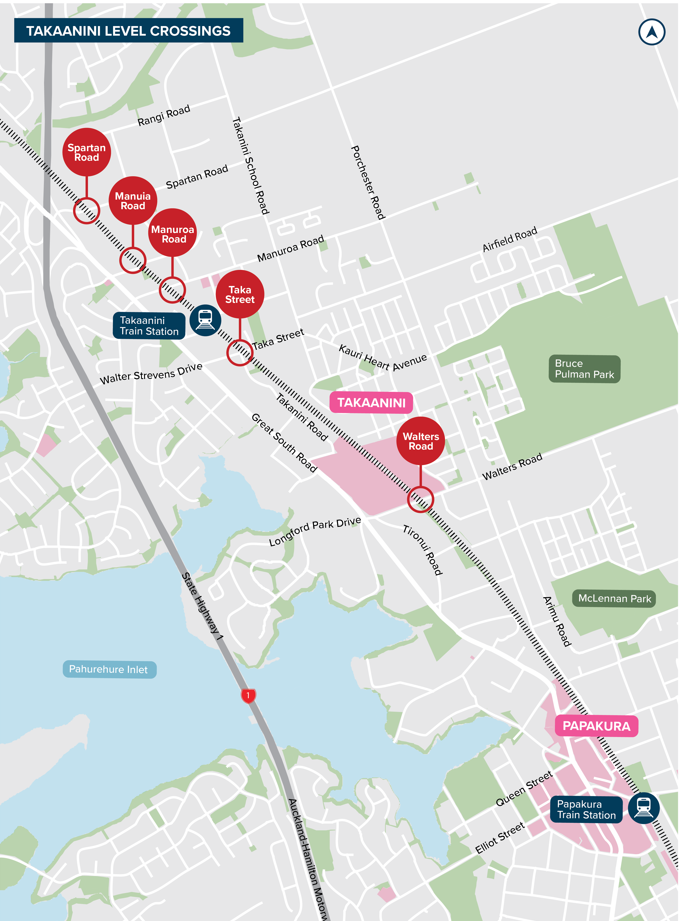 TAKAANINI LEVEL CROSSINGS
Rangi Road
Takanini School Road
Spartan
Road
Porchester Road
Spartan Road
Manuia
Road
Manuroa
Road
Manuroa Road
Airfield Road
Taka
Street
Takaanini
Train Station
Taka Street
Kauri Heart Avenue
Bruce
Pulman Park
Walter Strevens Drive
TAKAANINI
Takanini Road
Great South Road
Walters
Road
Walters Road
Longford Park Drive
Tironui Road
State Highway 1
McLennan Park
Arimu Road
Pahurehure Inlet
1
PAPAKURA
Queen Street
Papakura
Train Station
Elliot Street
Auckland-Hamilton Motorw